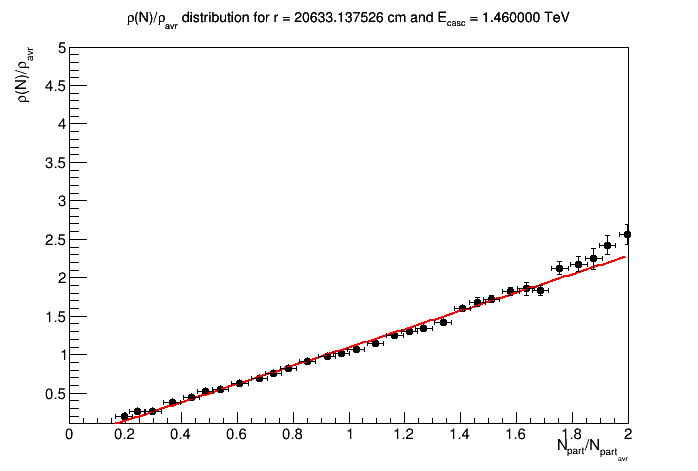 ρ(N)/ρavr distribution for r = 20633.137526 cm and Ecasc = 1.460000 TeV
ρ(N)/ρavr
5
4.5
4
3.5
3
2.5
2
1.5
1
0.5
0 0.2 0.4 0.6 0.8 1 1.2 1.4 1.6 1.8 2
Npart/Npartavr